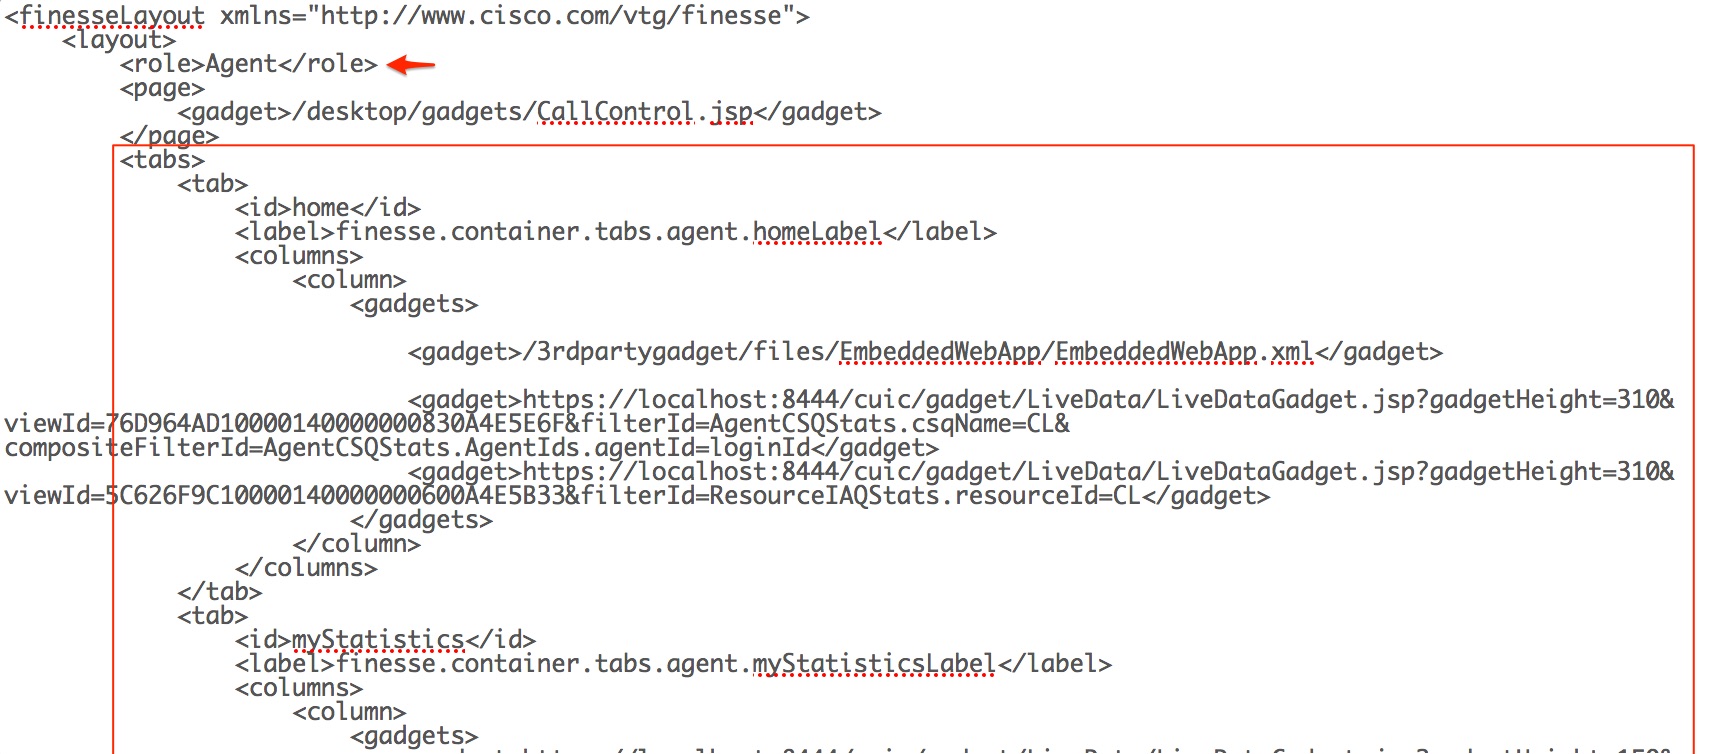 <finesseLayout xmlns="http://www.cisco.com/vtg/finesse">
<layout>
<role>Agent</role>
<page>
<gadget>/desktop/gadgets/CallControl.jsp</gadget>
</page>
<tabs>
<tab>
<id>home</id>
<label>finesse.container.tabs.agent.homeLabel</label>
<columns>
<column>
<gadgets>
<gadget>/3rdpartygadget/files/EmbeddedWebApp/EmbeddedWebApp.xml</gadget>
<gadget>https://localhost:8444/cuic/gadget/LiveData/LiveDataGadget.jsp?gadgetHeight=310&
viewId=76D964AD10000140000000830A4E5E6F&filterId=AgentCSQStats.csqName=CL&
compositeFilterId=AgentCSQStats.AgentIds.agentId=loginId</gadget>
<gadget>https://localhost:8444/cuic/gadget/LiveData/LiveDataGadget.jsp?gadgetHeight=310&
viewId=5C626F9C10000140000000600A4E5B33&filterId=ResourceIAQStats.resourceId=CL</gadget>
</gadgets>
</column>
</columns>
</tab>
<tab>
<id>myStatistics</id>
<label>finesse.container.tabs.agent.myStatisticsLabel</label>
<columns>
<column>
<gadgets>